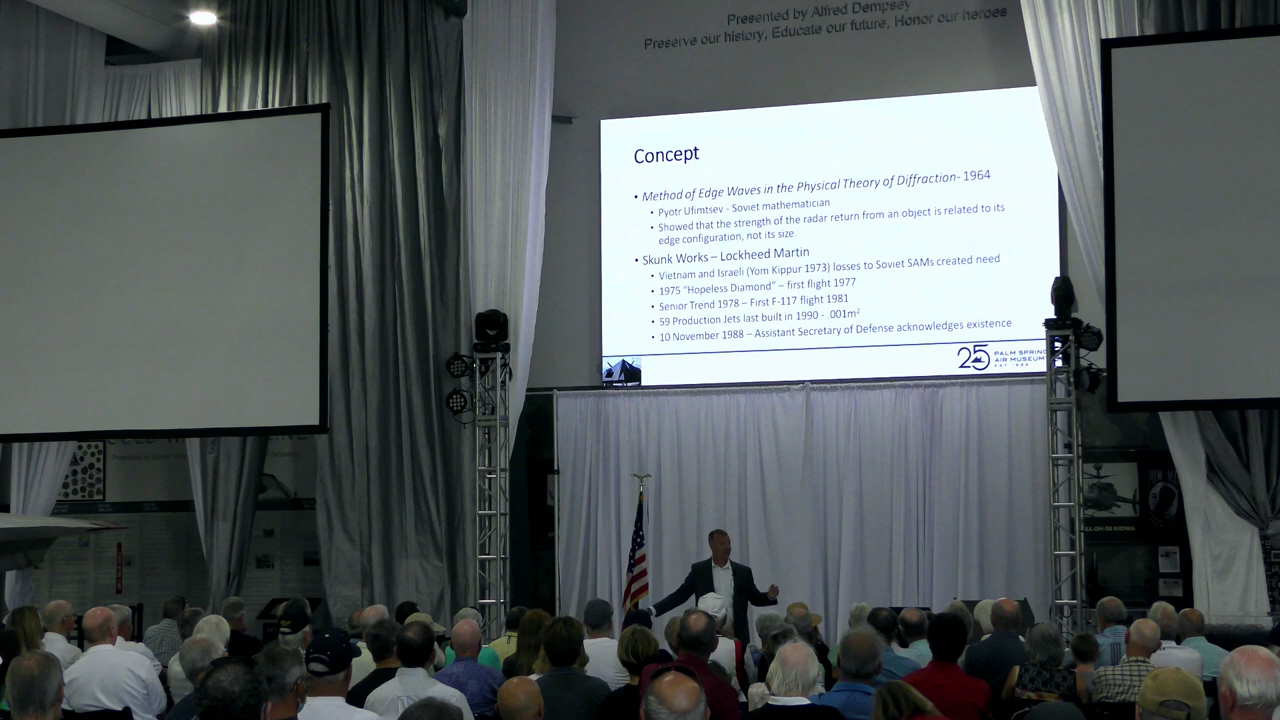 Presented by Alfred Dempsey
Preserve our history, Educate our future, Honor our heroes
Concept
• Method of Edge Waves in the Physical Theory of Diffraction- 1964
• Pyotr Ufimtsev - Soviet mathematician
• Showed that the strength of the radar return from an object is related to its
edge configuration, not its size.
• Skunk Works – Lockheed Martin
• Vietnam and Israeli (Yom Kippur 1973) losses to Soviet SAMs created need
• 1975 "Hopeless Diamond" – first flight 1977
• Senior Trend 1978 – First F-117 flight 1981
• 59 Production Jets last built in 1990 - .001m²
• 10 November 1988 – Assistant Secretary of Defense acknowledges existence
25 PALM SPRING
AIR MUSEUM